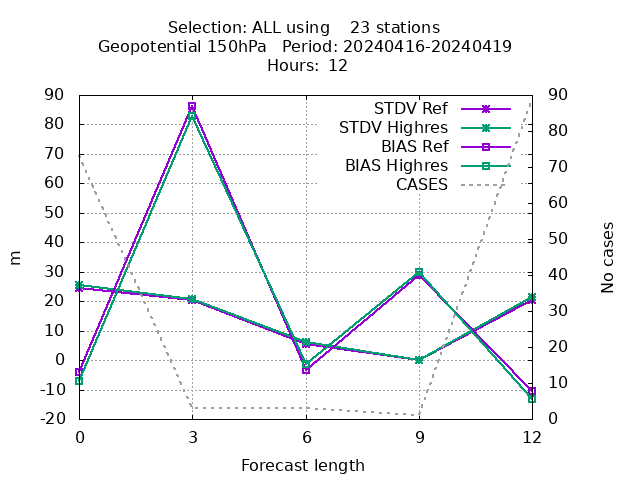 Selection: ALL using    23 stations
Geopotential 150hPa   Period: 20240416-20240419
Hours:  12
STDV Ref
STDV Highres
BIAS Ref
BIAS Highres
CASES
m
90
80
70
60
50
40
30
20
10
0
-10
-20
0
3
6
9
12
90
80
70
60
50
40
30
20
10
0
No cases
Forecast length